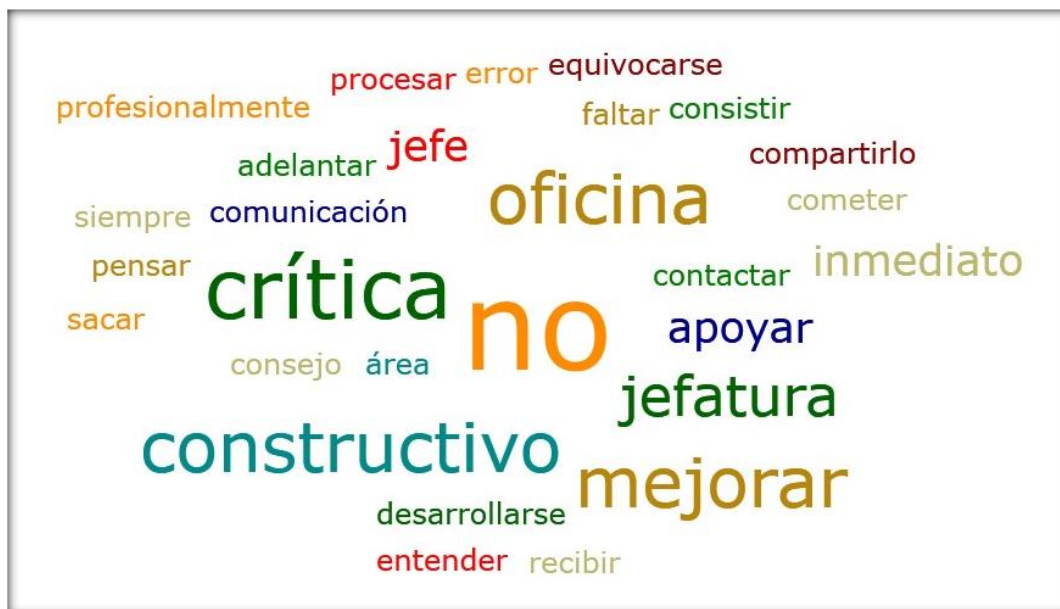 procesar error equivocarse
profesionalmente faltar consistir
jefe compartirlo
adelantar oficina cometer
siempre comunicación
pensar crítica no contactar inmediato
sacar apoyar
consejo área jefatura
constructivo mejorar
desarrollarse
entender recibir